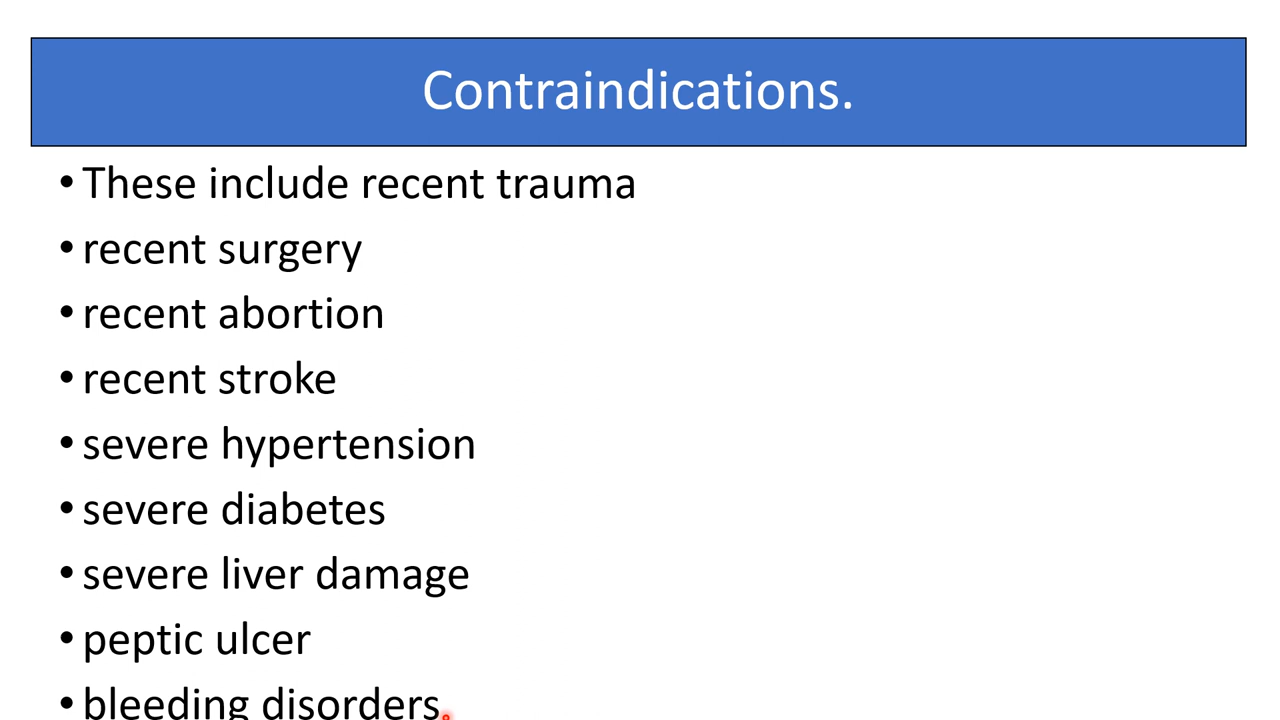 Contraindications.
• These include recent trauma
• recent surgery
• recent abortion
• recent stroke
• severe hypertension
• severe diabetes
• severe liver damage
• peptic ulcer
• bleeding disorders.